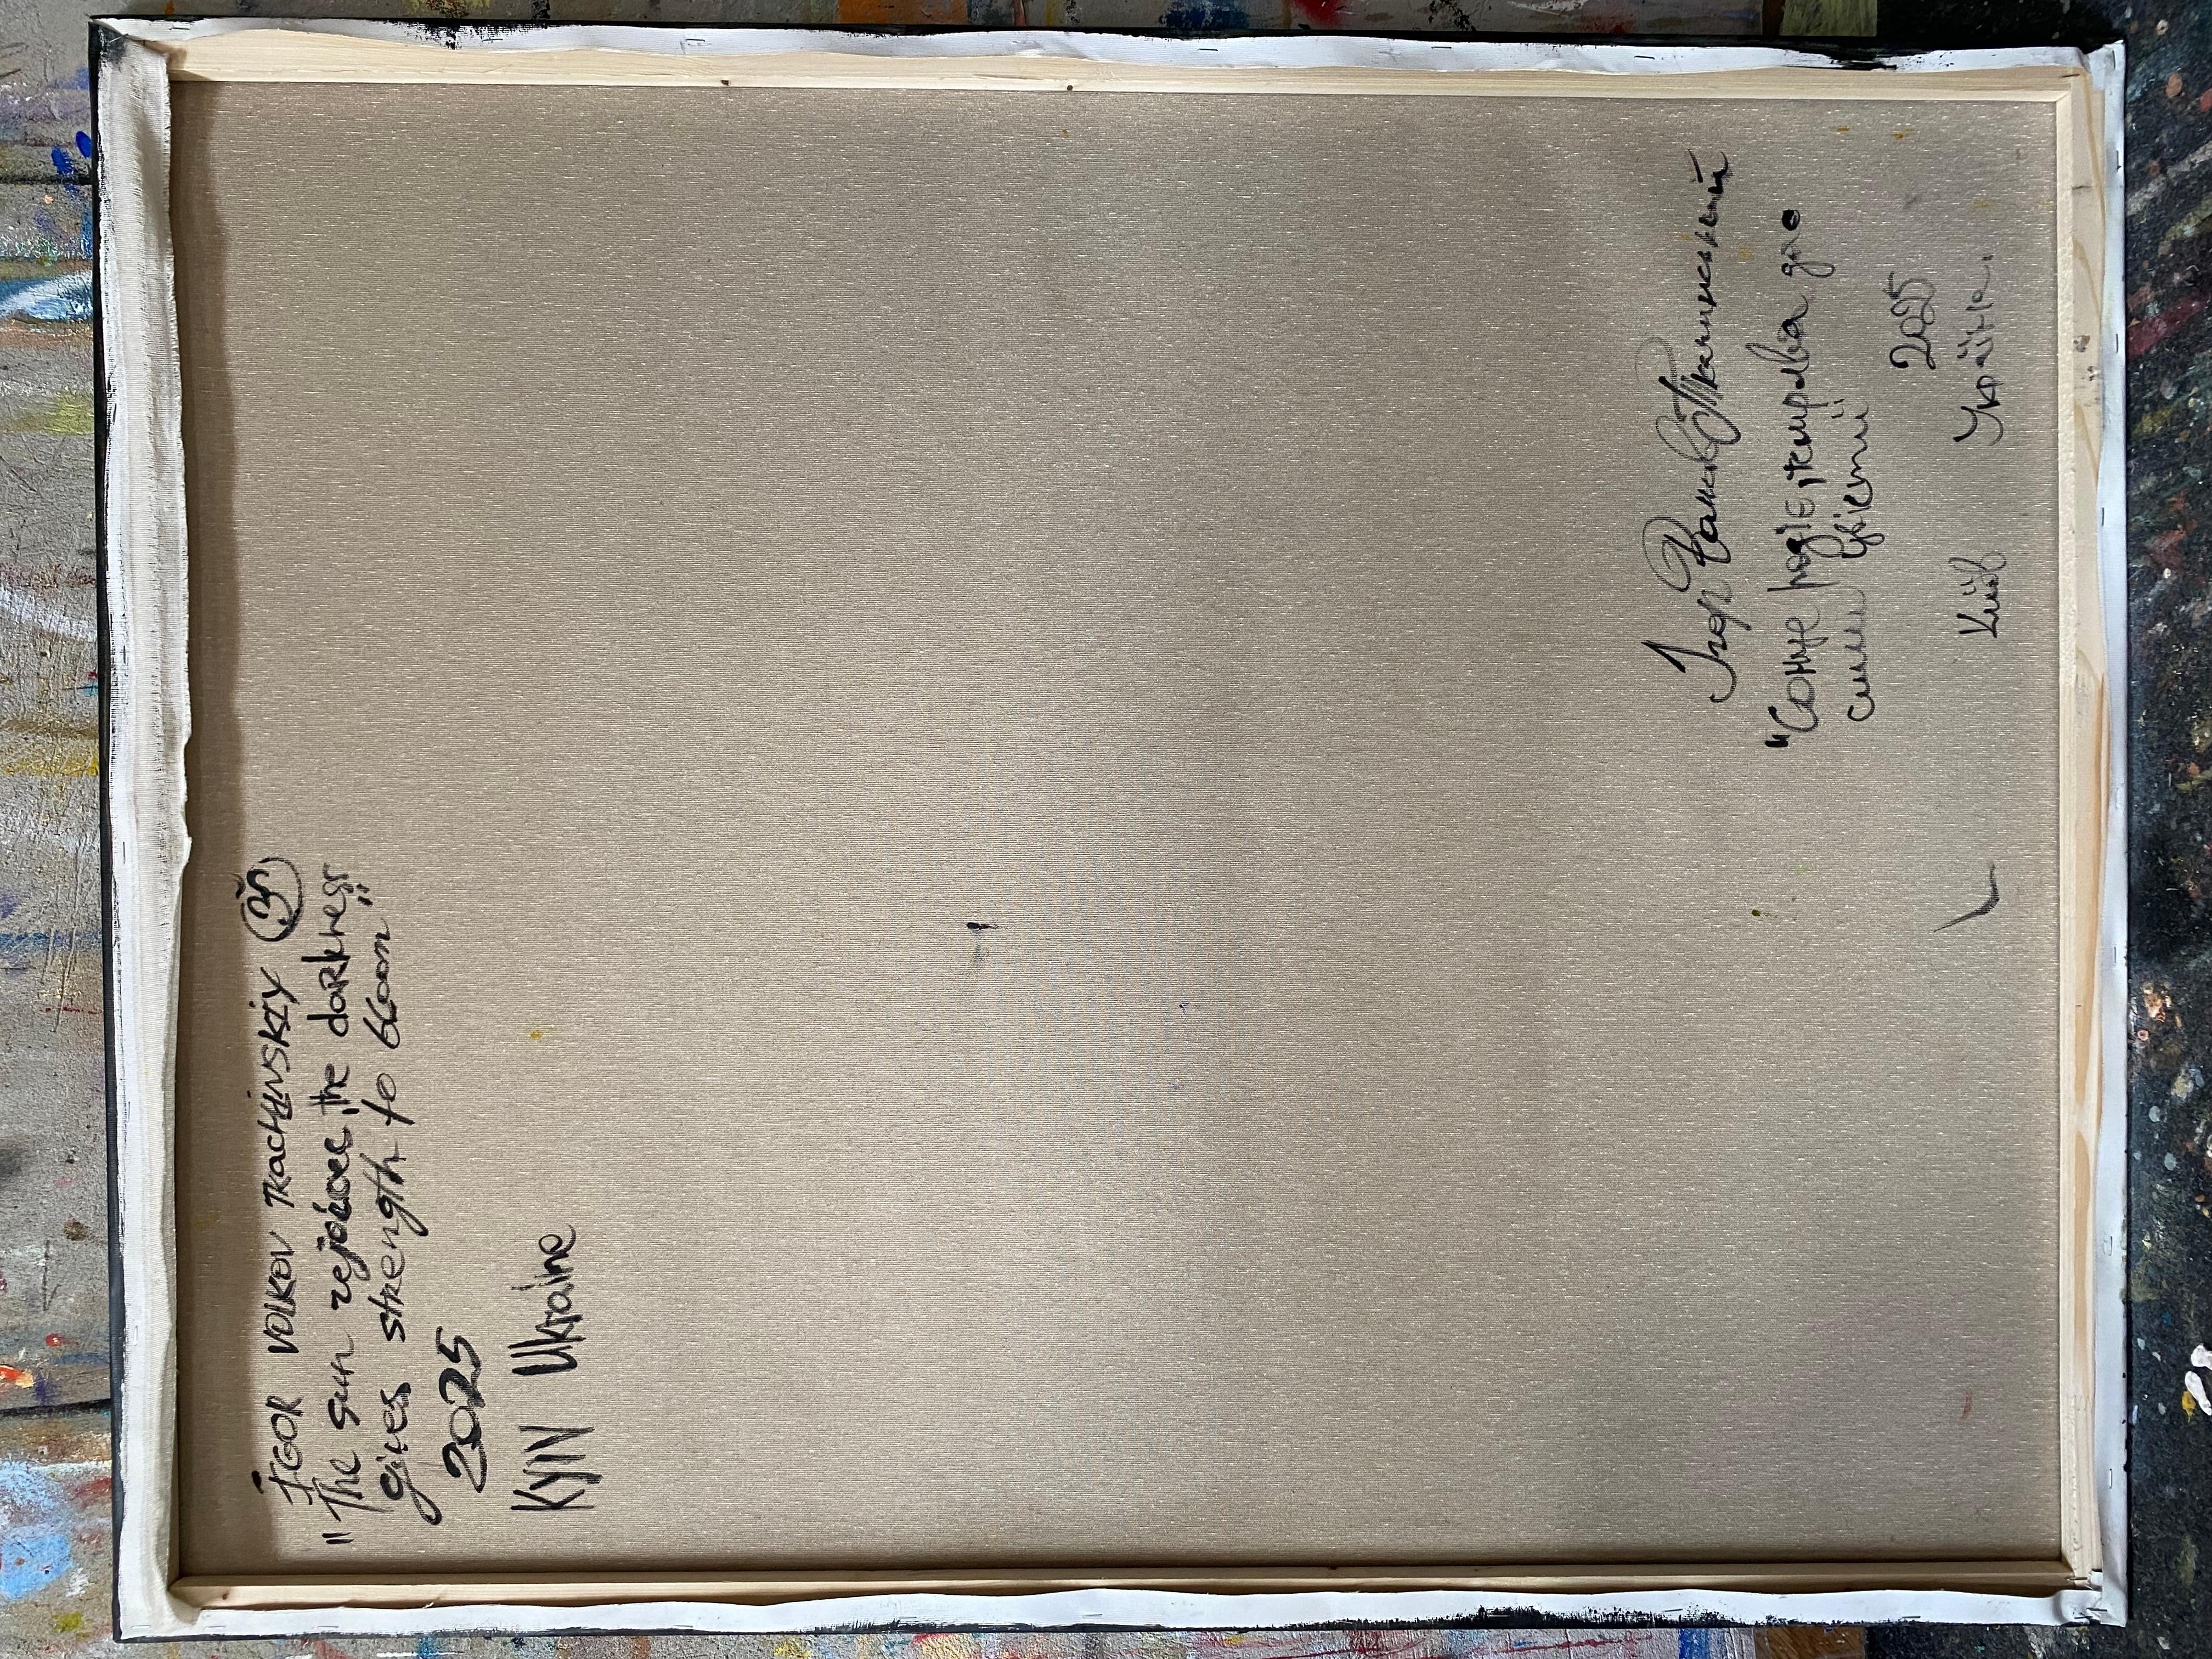 IGOR VOLKOV TKACHINSKIY ॐ
"The sun rejoices, the darkness
gives strength to bloom"
2025
KYIV Ukraine
Ігор Ткачинський
"Сонце радіє, темрява дає
сили цвісти"
2025
Київ Україна.